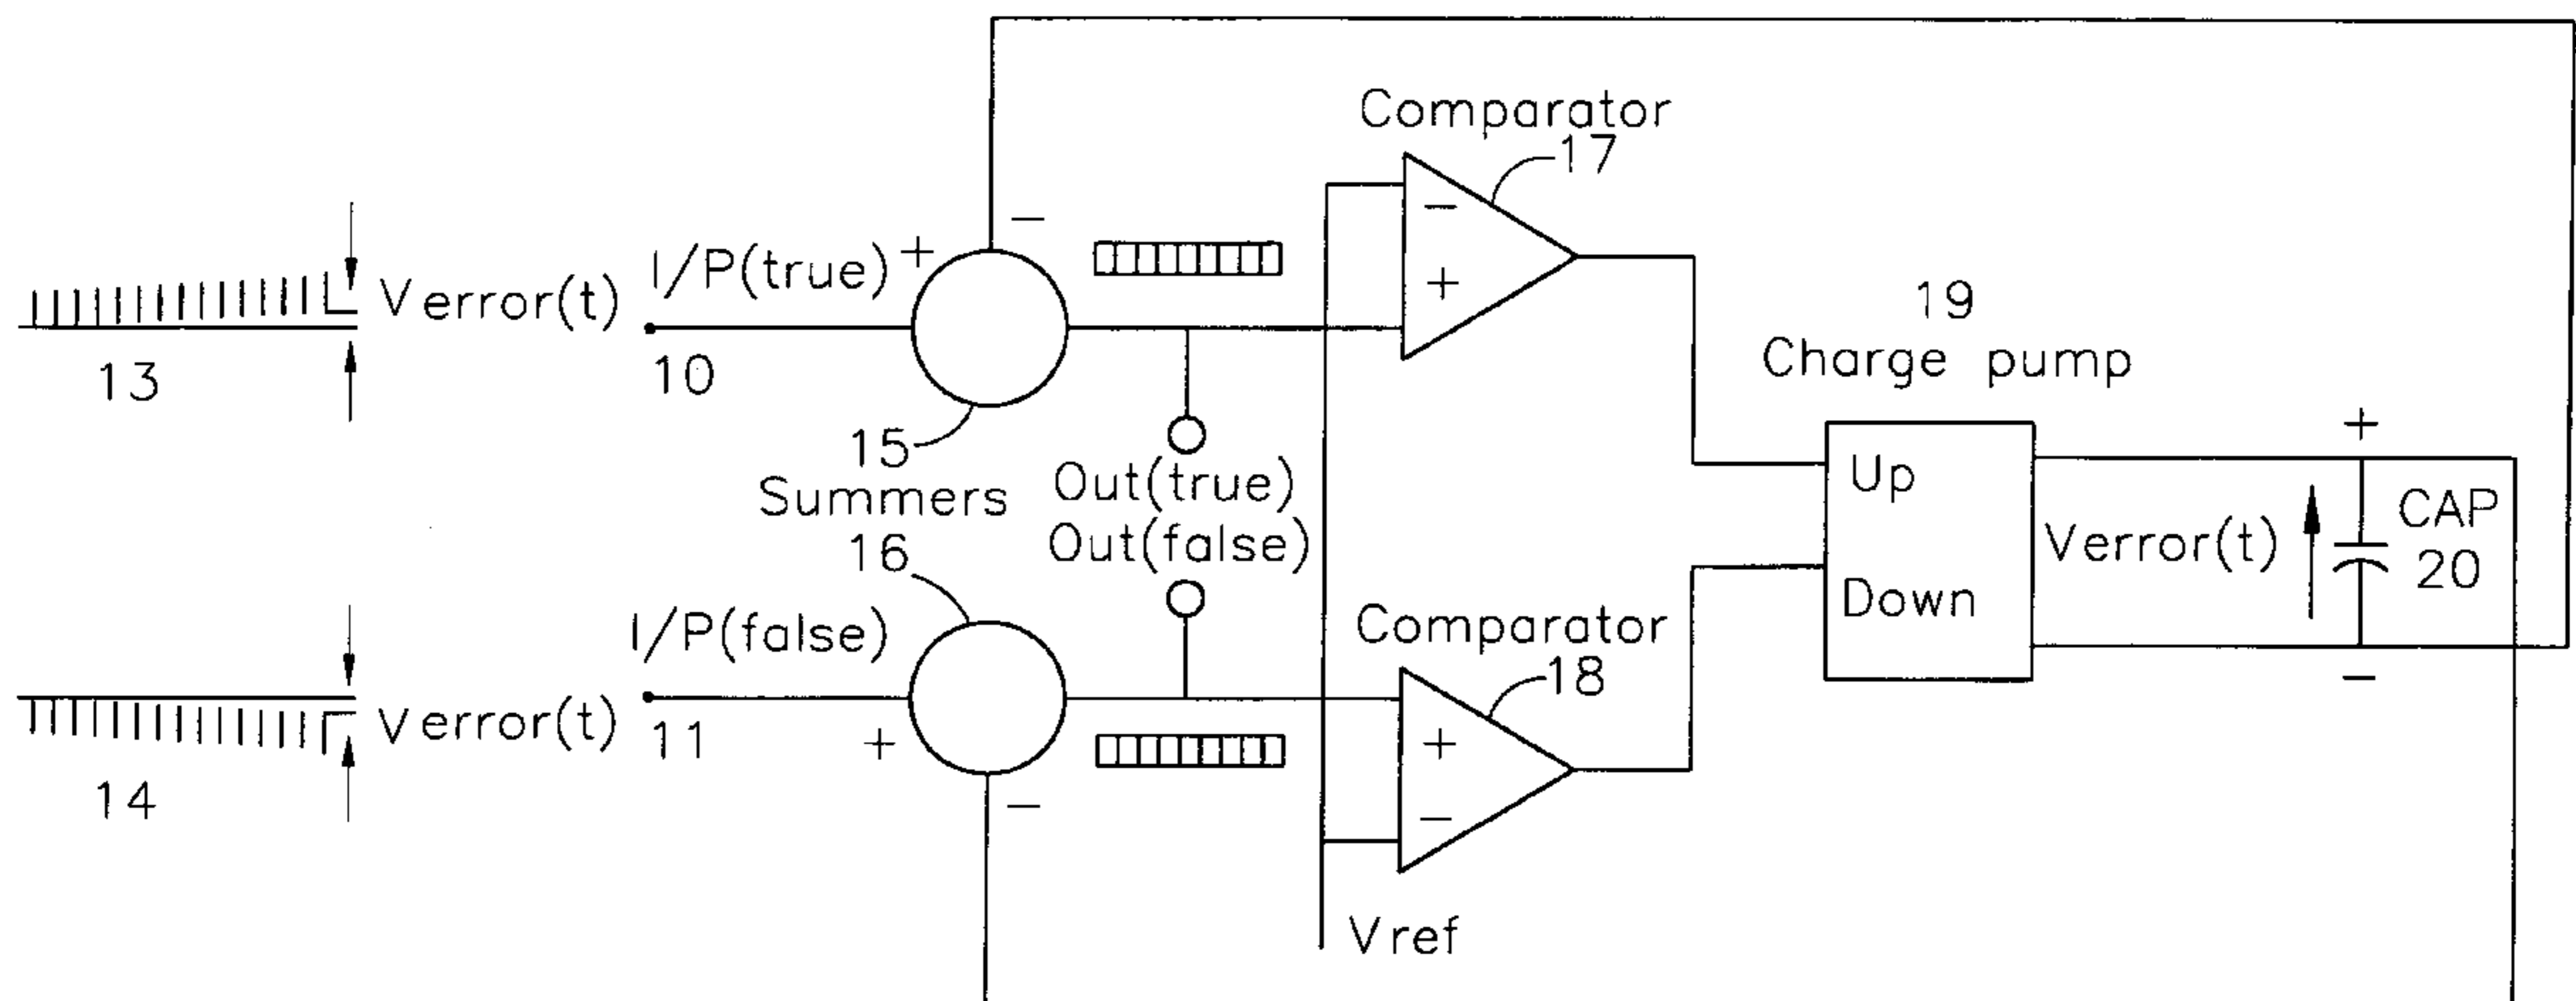 Comparator
17
−
+
13
Verror(t)
I/P(true)
+
−
10
15
Summers
16
Out(true)
Out(false)
19
Charge pump
Up
Down
Verror(t)
+
CAP
20
−
14
Verror(t)
I/P(false)
11
+
−
Comparator
18
+
−
Vref